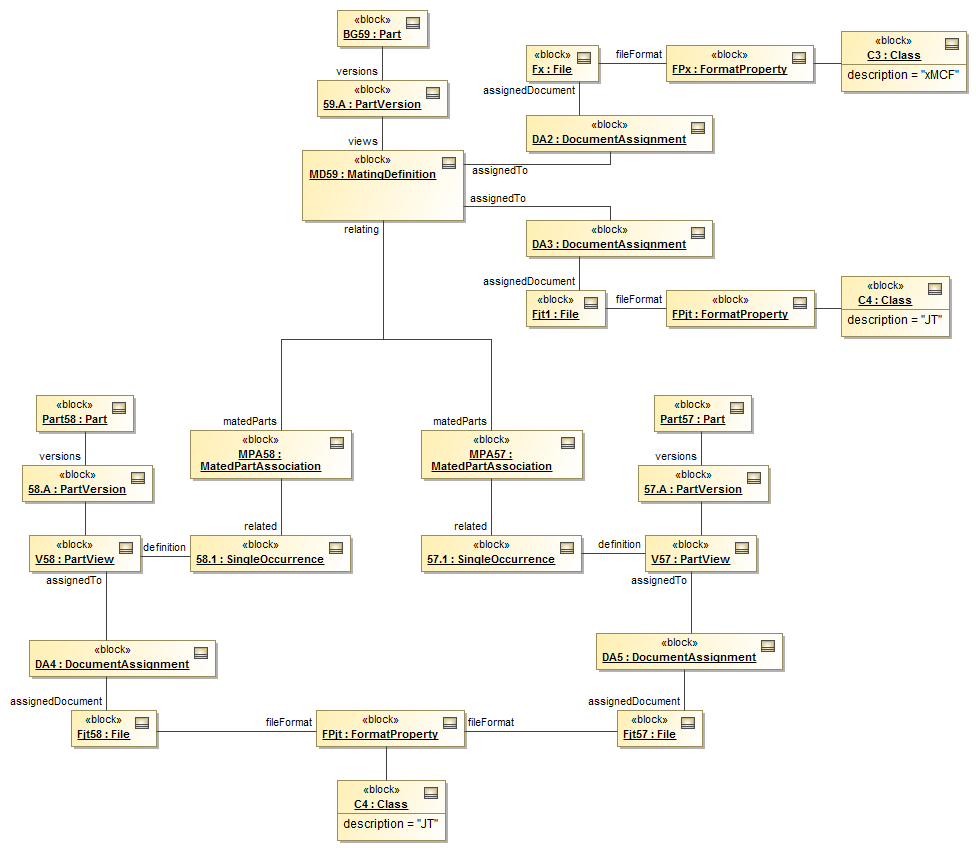 «block»
BG59 : Part
versions
«block»
59.A : PartVersion
views
«block»
MD59 : MatingDefinition
relating
«block»
Fx : File
fileFormat
«block»
FPx : FormatProperty
«block»
C3 : Class
description = "xMCF"
assignedDocument
«block»
DA2 : DocumentAssignment
assignedTo
assignedTo
«block»
DA3 : DocumentAssignment
assignedDocument
«block»
Fjt1 : File
fileFormat
«block»
FPjt : FormatProperty
«block»
C4 : Class
description = "JT"
«block»
Part58 : Part
versions
«block»
58.A : PartVersion
«block»
V58 : PartView
definition
assignedTo
matedParts
«block»
MPA58 :
MatedPartAssociation
related
«block»
58.1 : SingleOccurrence
matedParts
«block»
MPA57 :
MatedPartAssociation
related
«block»
57.1 : SingleOccurrence
definition
«block»
Part57 : Part
versions
«block»
57.A : PartVersion
«block»
V57 : PartView
assignedTo
«block»
DA4 : DocumentAssignment
assignedDocument
«block»
Fjt58 : File
fileFormat
«block»
FPjt : FormatProperty
fileFormat
«block»
DA5 : DocumentAssignment
assignedDocument
«block»
Fjt57 : File
«block»
C4 : Class
description = "JT"